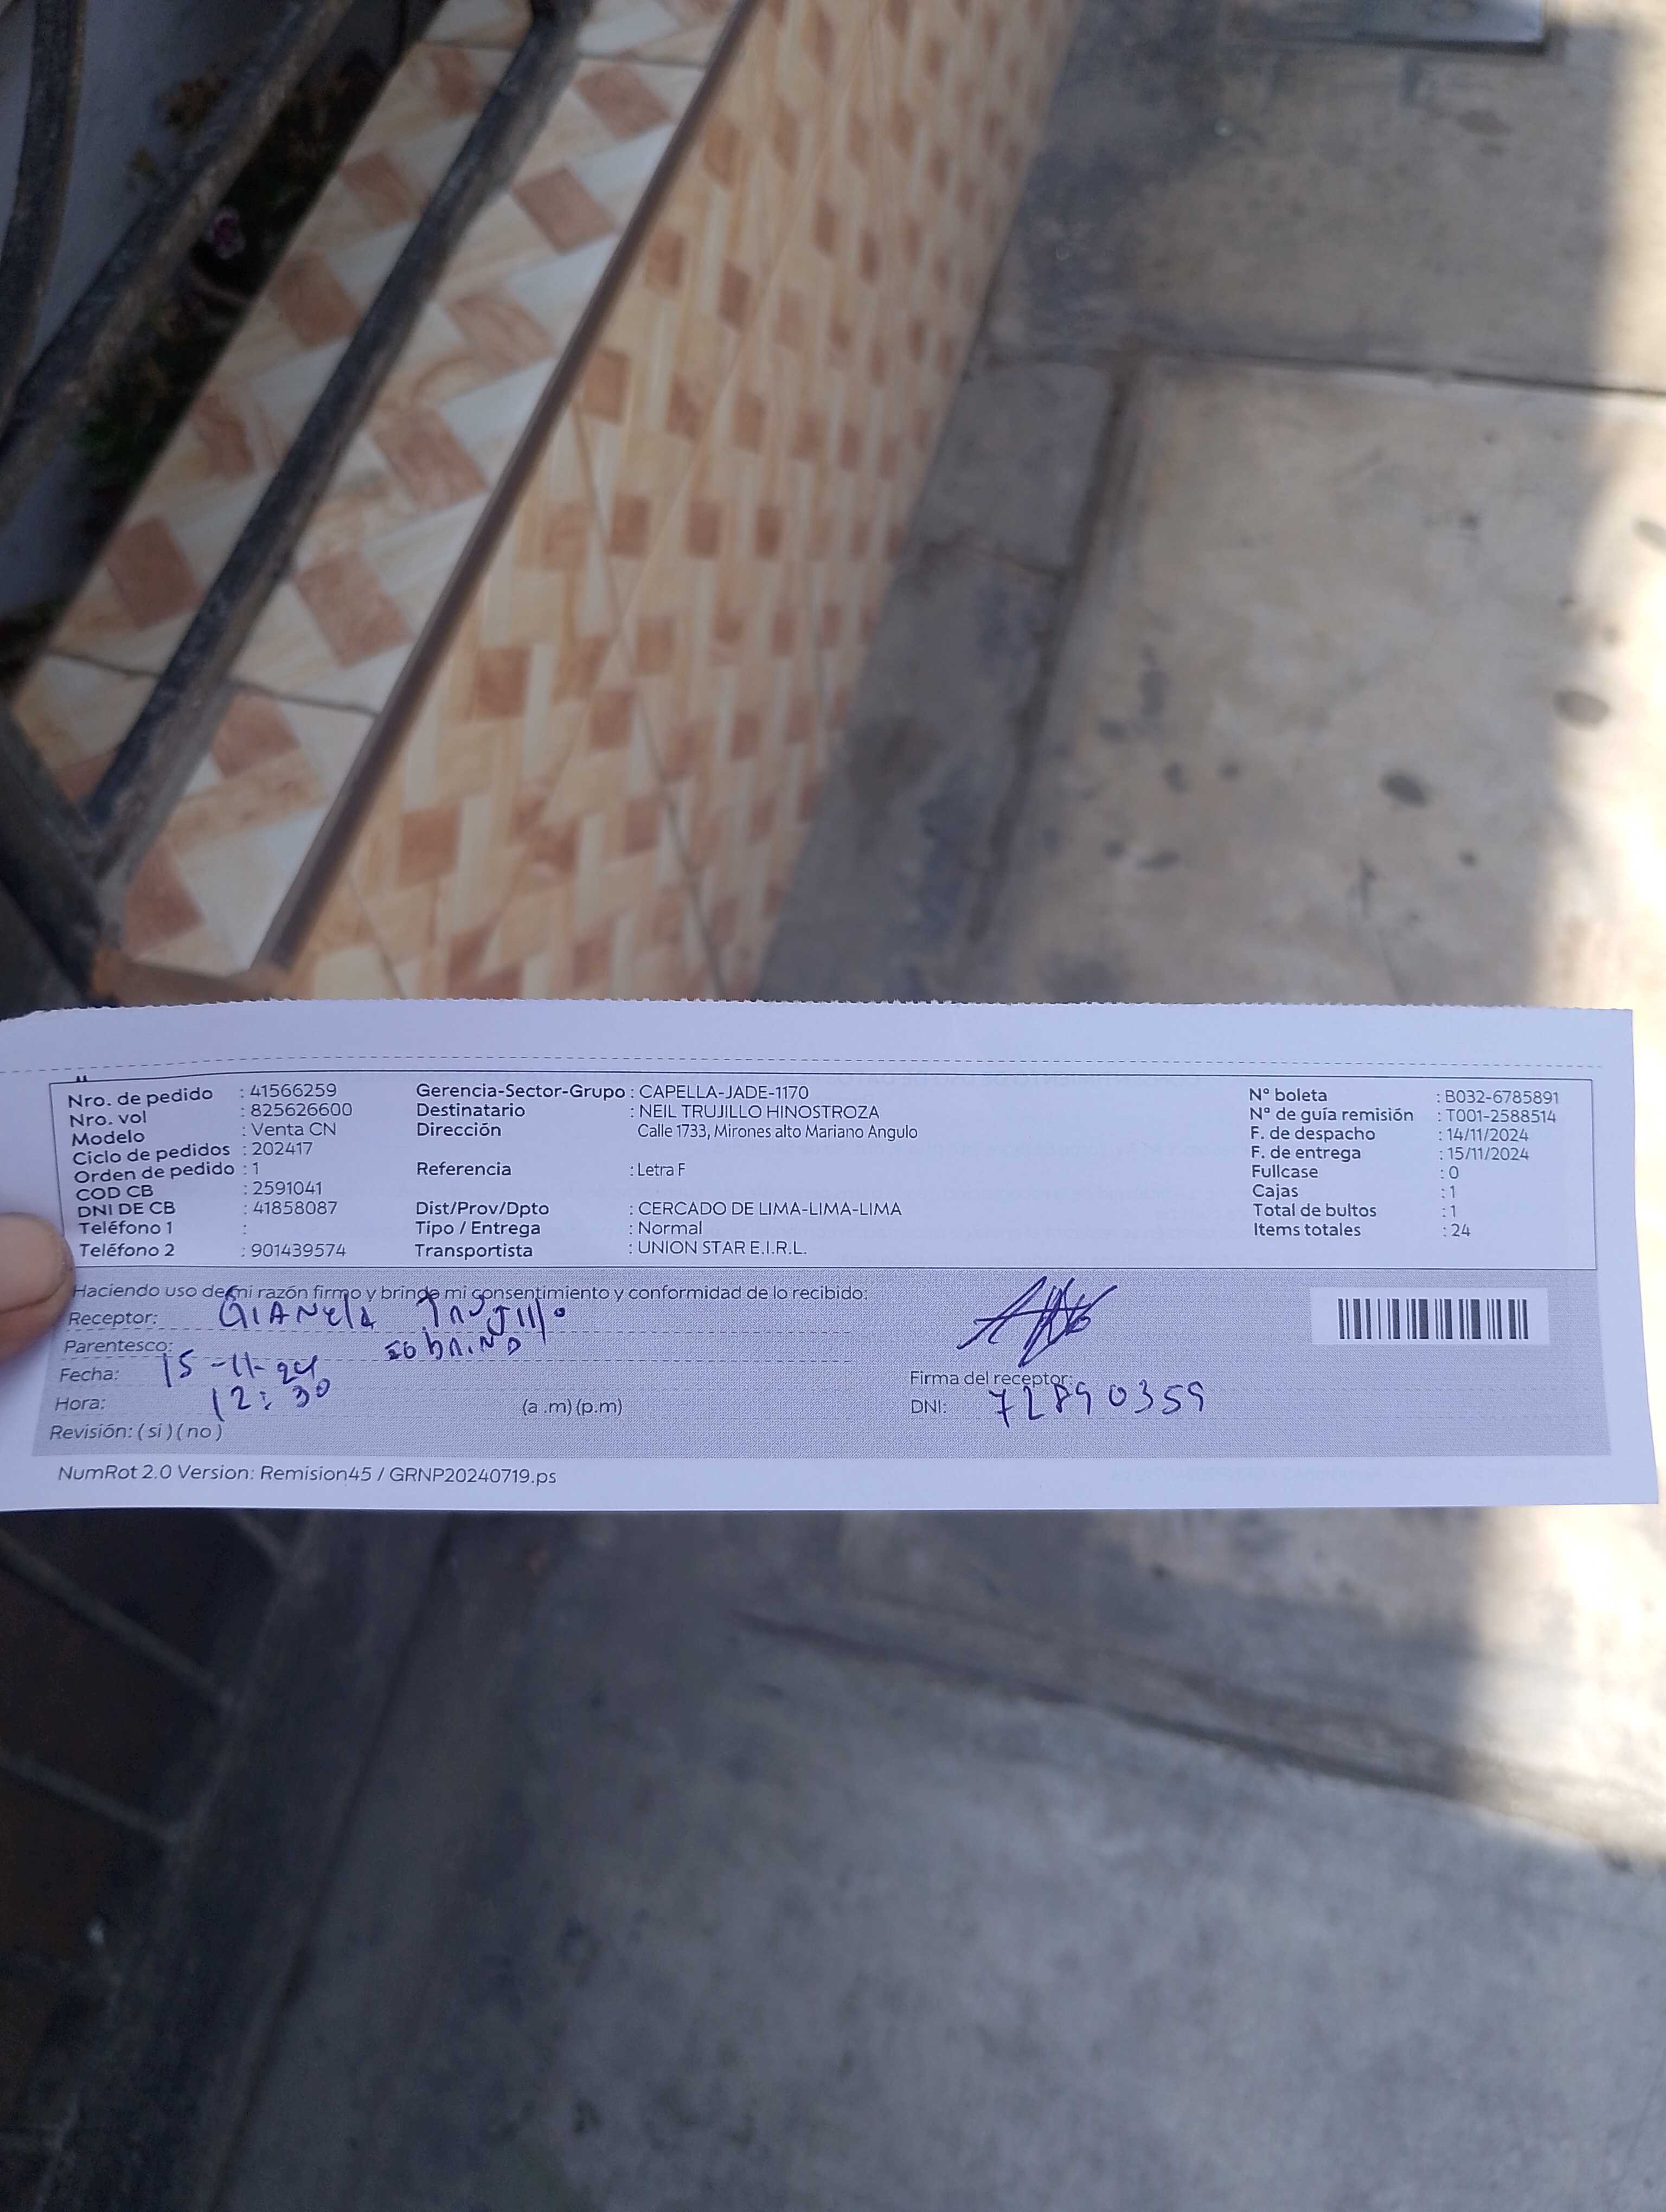 Nro. de pedido : 41566259
Nro. vol : 825626600
Modelo : Venta CN
Ciclo de pedidos : 202417
Orden de pedido : 1
COD CB : 2591041
DNI DE CB : 41858087
Teléfono 1 :
Teléfono 2 : 901439574
Gerencia-Sector-Grupo : CAPELLA-JADE-1170
Destinatario : NEIL TRUJILLO HINOSTROZA
Dirección Calle 1733, Mirones alto Mariano Angulo
Referencia : Letra F
Dist/Prov/Dpto : CERCADO DE LIMA-LIMA-LIMA
Tipo / Entrega : Normal
Transportista : UNION STAR E.I.R.L.
N° boleta : B032-6785891
N° de guía remisión : T001-2588514
F. de despacho : 14/11/2024
F. de entrega : 15/11/2024
Fullcase : 0
Cajas : 1
Total de bultos : 1
Items totales : 24
Haciendo uso de mi razón firmo y brindo mi consentimiento y conformidad de lo recibido:
Receptor: GIANela Trujillo
Parentesco: sobrino
Fecha: 15-11-24
Hora: 12:30 (a .m) (p.m)
Revisión: ( si ) ( no )
Firma del receptor:
DNI: 72890359
NumRot 2.0 Version: Remision45 / GRNP20240719.ps